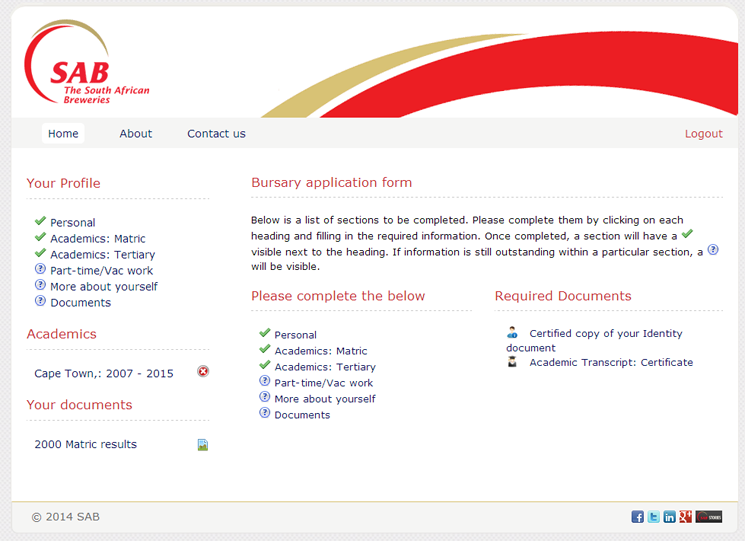 SAB
The South African
Breweries
Home
About
Contact us
Logout
Your Profile
Personal
Academics: Matric
Academics: Tertiary
Part-time/Vac work
More about yourself
Documents
Academics
Cape Town,: 2007 - 2015
Your documents
2000 Matric results
Bursary application form
Below is a list of sections to be completed. Please complete them by clicking on each
heading and filling in the required information. Once completed, a section will have a
visible next to the heading. If information is still outstanding within a particular section, a
will be visible.
Please complete the below
Personal
Academics: Matric
Academics: Tertiary
Part-time/Vac work
More about yourself
Documents
Required Documents
Certified copy of your Identity
document
Academic Transcript: Certificate
© 2014 SAB